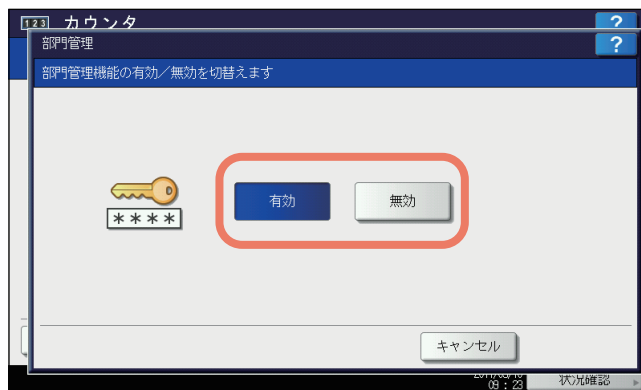 123 カウンタ ?
部門管理 ?
部門管理機能の有効／無効を切替えます
＊＊＊＊
有効 無効
キャンセル
09 : 23 状況確認